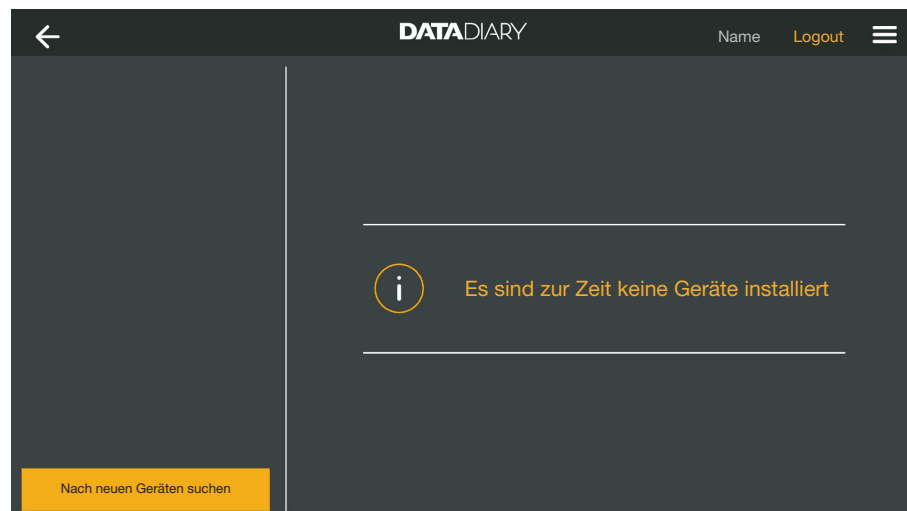 DATADIARY
Name Logout
Es sind zur Zeit keine Geräte installiert
Nach neuen Geräten suchen